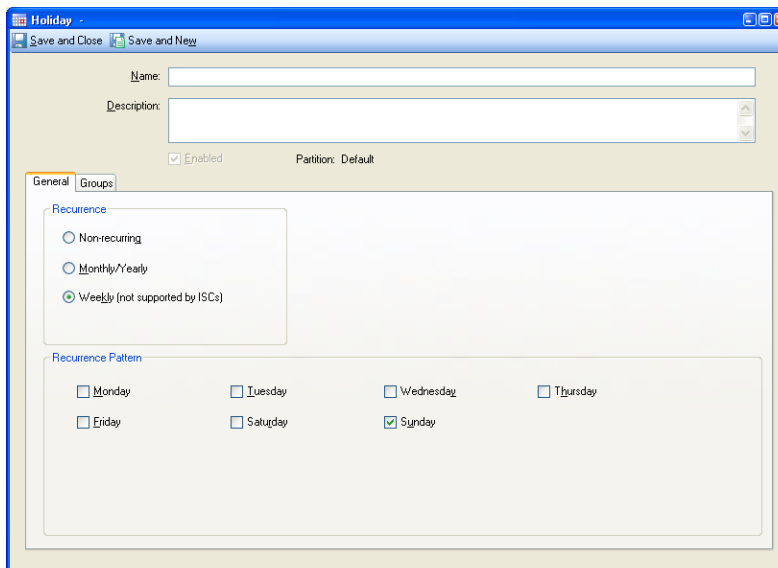 Holiday -
Save and Close Save and New
Name:
Description:
Enabled Partition: Default
General Groups
Recurrence
Non-recurring
Monthly/Yearly
Weekly (not supported by ISCs)
Recurrence Pattern
Monday Tuesday Wednesday Thursday
Friday Saturday Sunday